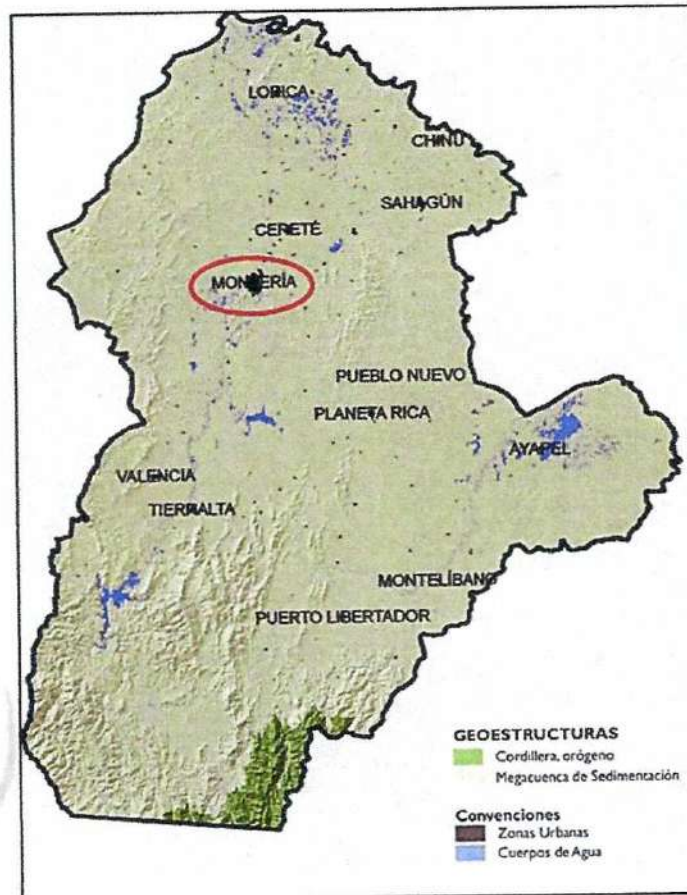 LORICA
CHINÚ
SAHAGÚN
CERETÉ
MONTERÍA
PUEBLO NUEVO
PLANETA RICA
AYAPEL
VALENCIA
TIERRALTA
MONTELÍBANO
PUERTO LIBERTADOR
GEOESTRUCTURAS
Cordillera, orógeno
Megacuenca de Sedimentación
Convenciones
Zonas Urbanas
Cuerpos de Agua